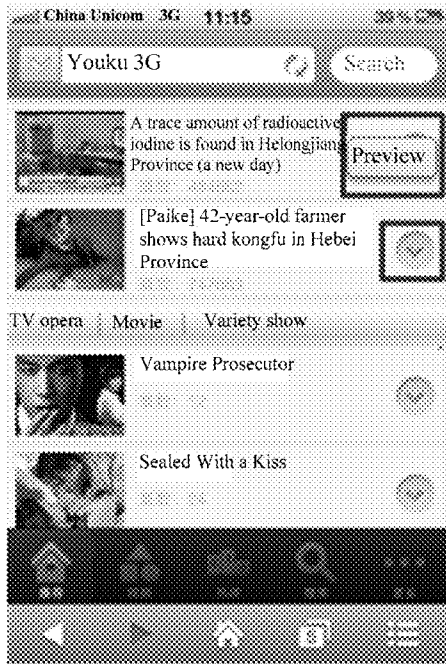 China Unicom 3G 11:15 39%
Youku 3G Search
A trace amount of radioactive
iodine is found in Helongjiang
Province (a new day)
Preview
[Paike] 42-year-old farmer
shows hard kongfu in Hebei
Province
TV opera Movie Variety show
Vampire Prosecutor
Sealed With a Kiss